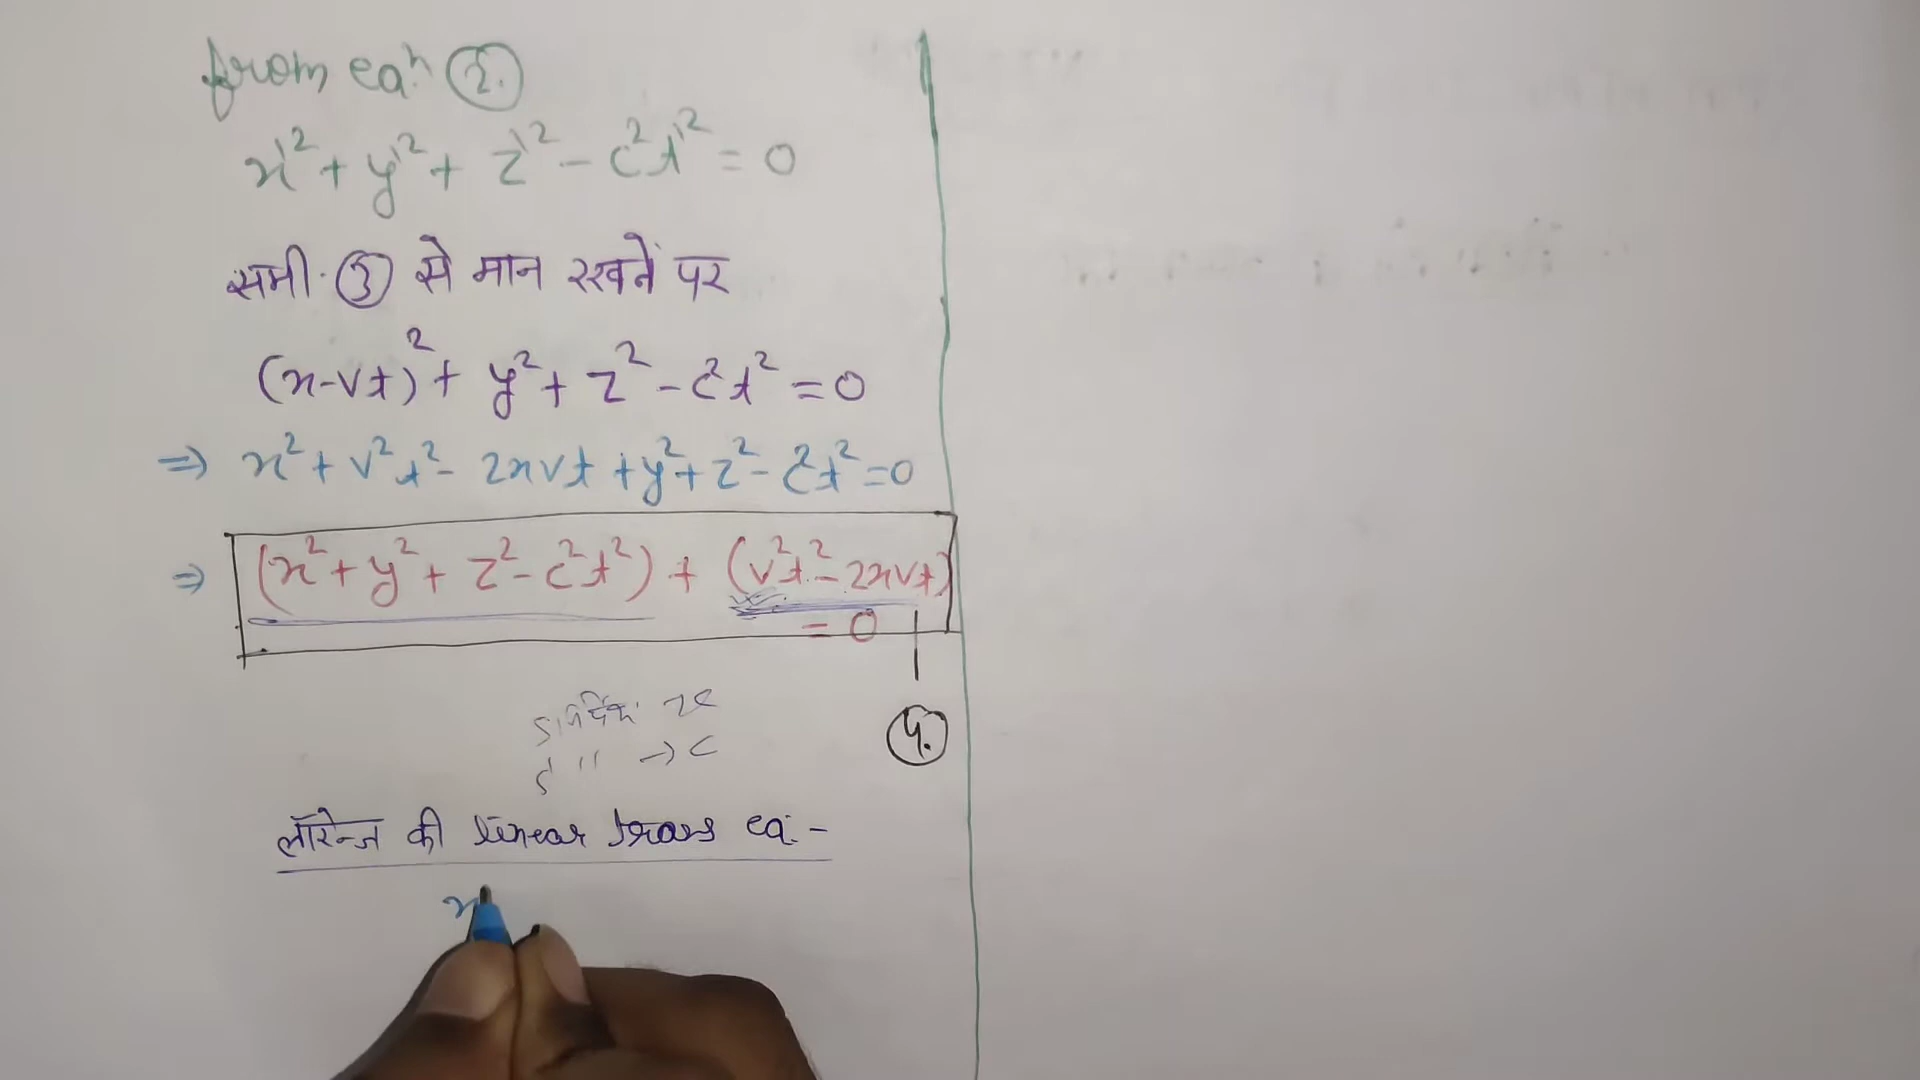 from eqⁿ (2.)
x'² + y'² + z'² - c²t'² = 0
समी. (3) से मान रखनें पर
(x-vt)² + y² + z² - c²t² = 0
⇒ x² + v²t² - 2xvt + y² + z² - c²t² = 0
⇒ (x² + y² + z² - c²t²) + (v²t² - 2xvt)
= 0
(4.)
S'  " → c
लॉरेन्ज की linear trans eq. -
x